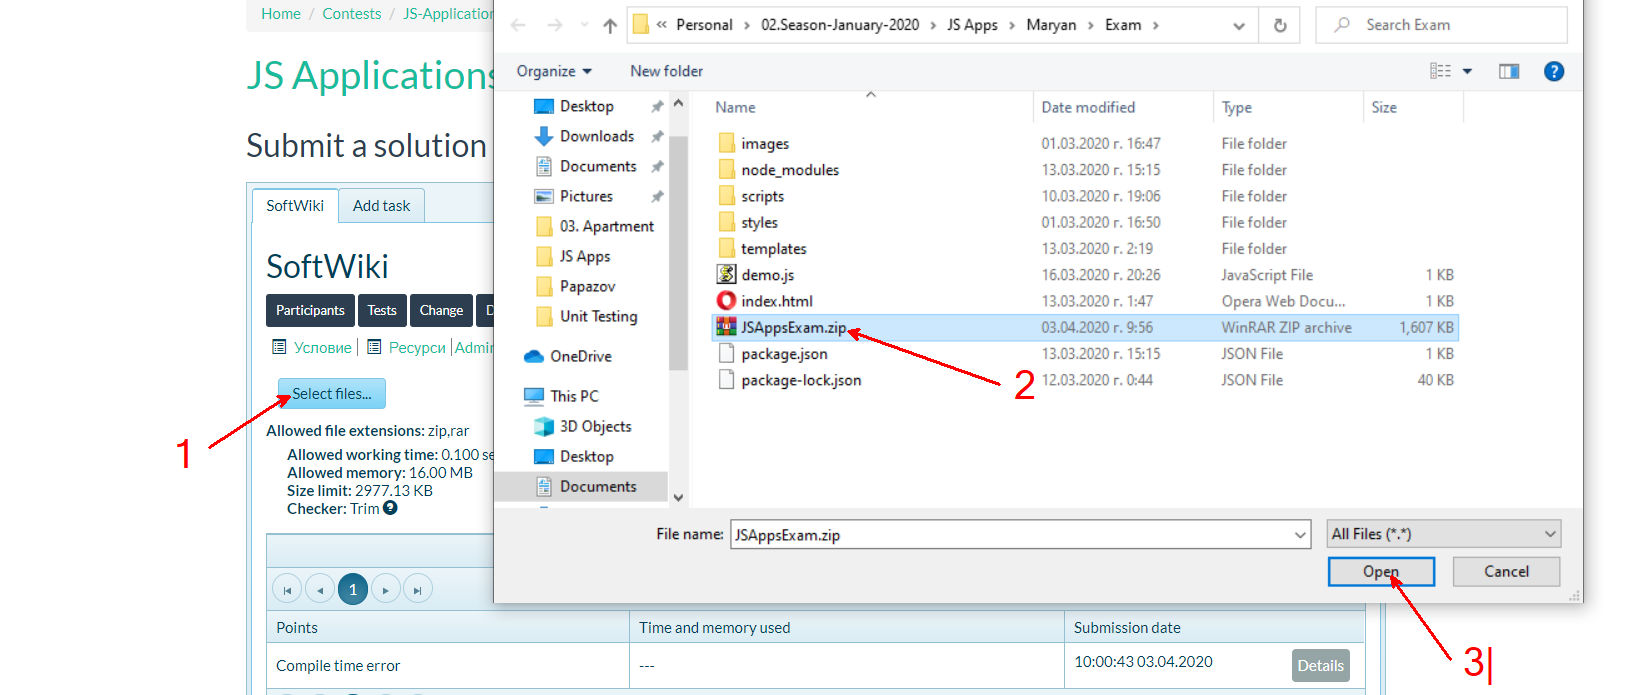 Home / Contests / JS-Application
JS Applications
Submit a solution
SoftWiki
Add task
SoftWiki
Participants
Tests
Change
D
Условие | Ресурси | Admin
Select files...
1
Allowed file extensions: zip,rar
Allowed working time: 0.100 se
Allowed memory: 16.00 MB
Size limit: 2977.13 KB
Checker: Trim ?
1
Points
Time and memory used
Submission date
Compile time error
---
10:00:43 03.04.2020
Details
« Personal › 02.Season-January-2020 › JS Apps › Maryan › Exam ›
Search Exam
Organize
New folder
?
Desktop
Downloads
Documents
Pictures
03. Apartment
JS Apps
Papazov
Unit Testing
OneDrive
This PC
3D Objects
Desktop
Documents
Name Date modified Type Size
images 01.03.2020 г. 16:47 File folder
node_modules 13.03.2020 г. 15:15 File folder
scripts 10.03.2020 г. 19:06 File folder
styles 01.03.2020 г. 16:50 File folder
templates 13.03.2020 г. 2:19 File folder
demo.js 16.03.2020 г. 20:26 JavaScript File 1 KB
index.html 13.03.2020 г. 1:47 Opera Web Docu... 1 KB
JSAppsExam.zip 03.04.2020 г. 9:56 WinRAR ZIP archive 1,607 KB
package.json 13.03.2020 г. 15:15 JSON File 1 KB
package-lock.json 12.03.2020 г. 0:44 JSON File 40 KB
2
File name: JSAppsExam.zip
All Files (*.*)
Open
Cancel
3|